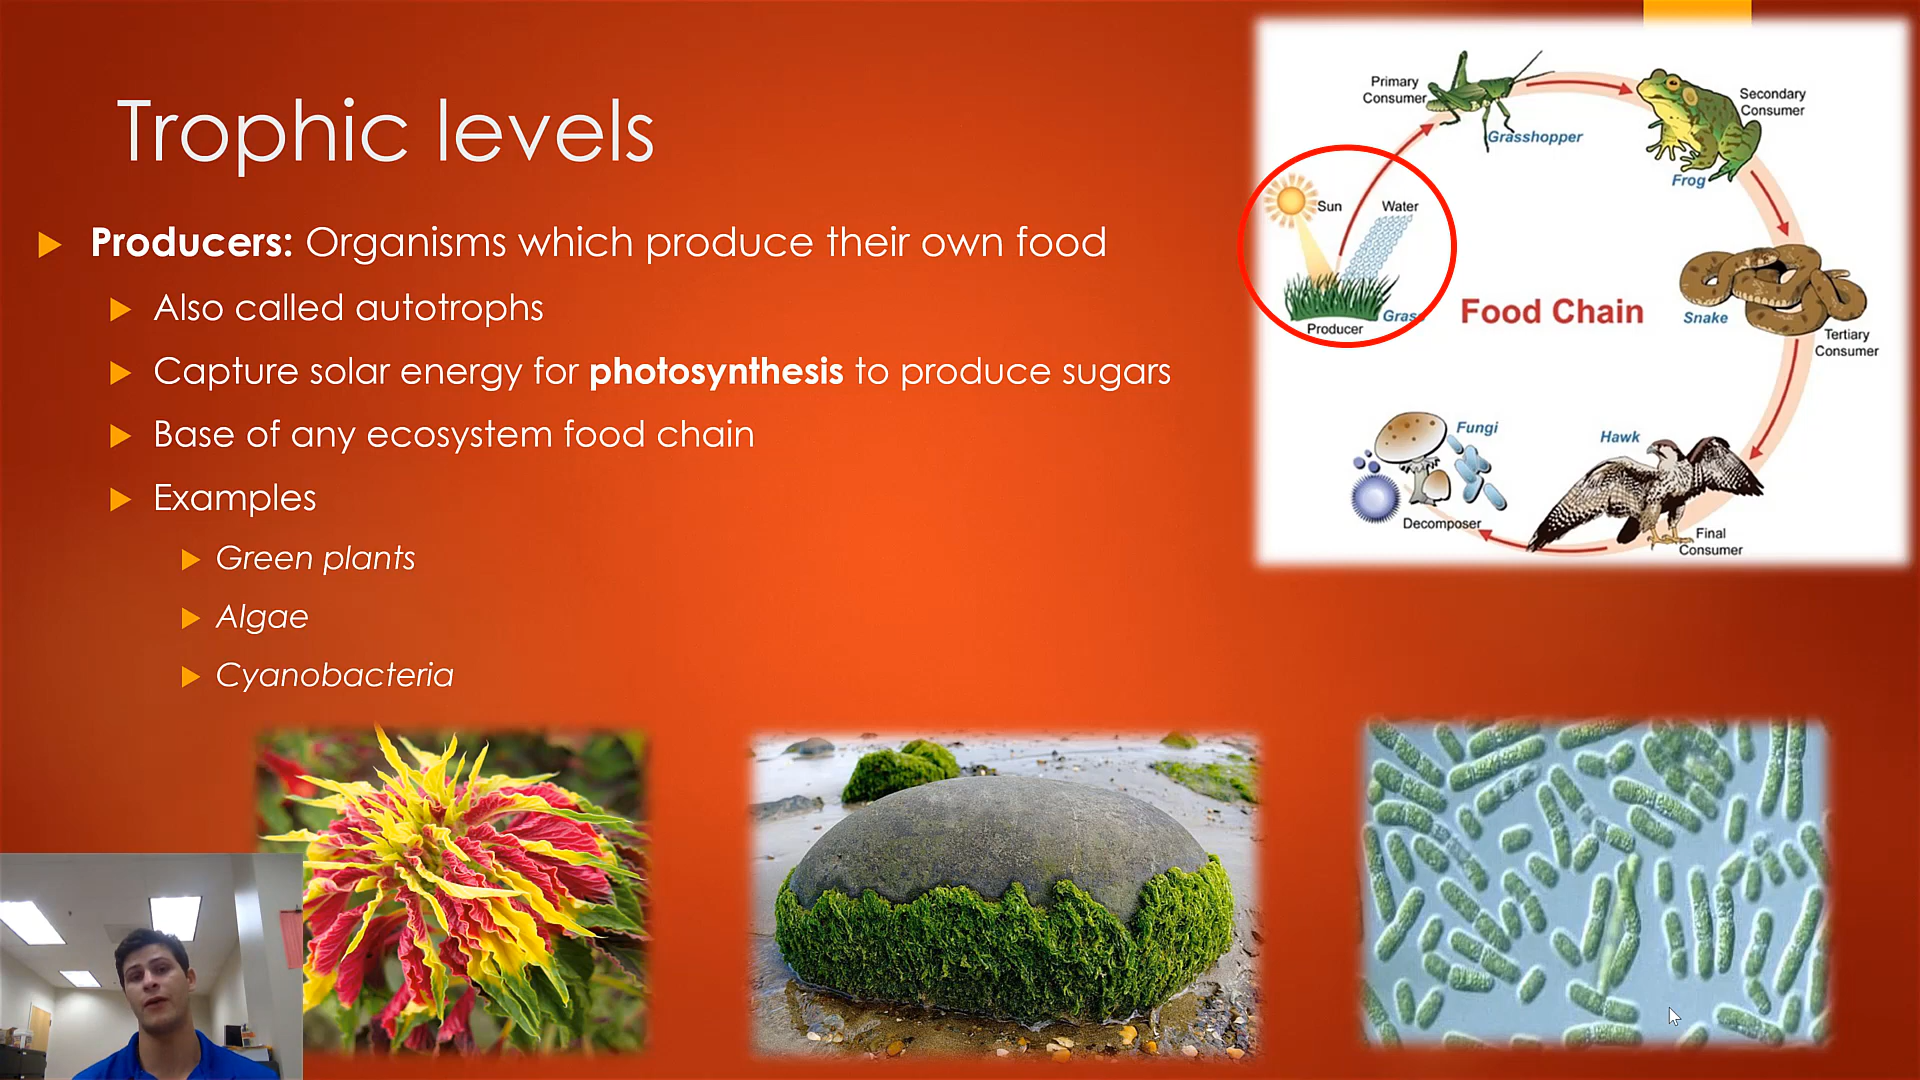 Trophic levels
Producers: Organisms which produce their own food
Also called autotrophs
Capture solar energy for photosynthesis to produce sugars
Base of any ecosystem food chain
Examples
Green plants
Algae
Cyanobacteria
Primary
Consumer
Grasshopper
Secondary
Consumer
Frog
Sun
Water
Grass
Producer
Food Chain
Snake
Tertiary
Consumer
Fungi
Hawk
Decomposer
Final
Consumer